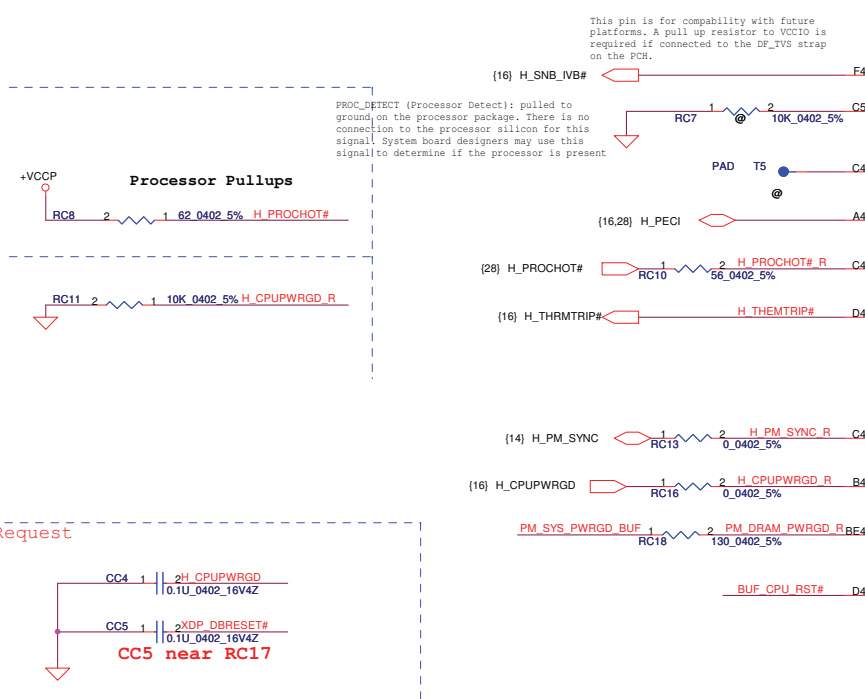 This pin is for compability with future
platforms. A pull up resistor to VCCIO is
required if connected to the DF_TVS strap
on the PCH.
{16} H_SNB_IVB# F4
PROC_DETECT (Processor Detect): pulled to
ground on the processor package. There is no
connection to the processor silicon for this
signal. System board designers may use this
signal to determine if the processor is present
RC7 1 2 10K_0402_5% C5
@
PAD T5 C4
@
+VCCP
Processor Pullups
RC8 2 1 62_0402_5% H_PROCHOT#
{16,28} H_PECI A4
{28} H_PROCHOT# 1 2 H_PROCHOT#_R C4
RC10 56_0402_5%
RC11 2 1 10K_0402_5% H_CPUPWRGD_R
{16} H_THRMTRIP# H_THEMTRIP# D4
{14} H_PM_SYNC 1 2 H_PM_SYNC_R C4
RC13 0_0402_5%
{16} H_CPUPWRGD 1 2 H_CPUPWRGD_R B4
RC16 0_0402_5%
PM_SYS_PWRGD_BUF 1 2 PM_DRAM_PWRGD_R BE4
RC18 130_0402_5%
Request
CC4 1 2 H_CPUPWRGD
0.1U_0402_16V4Z
BUF_CPU_RST# D4
CC5 1 2 XDP_DBRESET#
0.1U_0402_16V4Z
CC5 near RC17